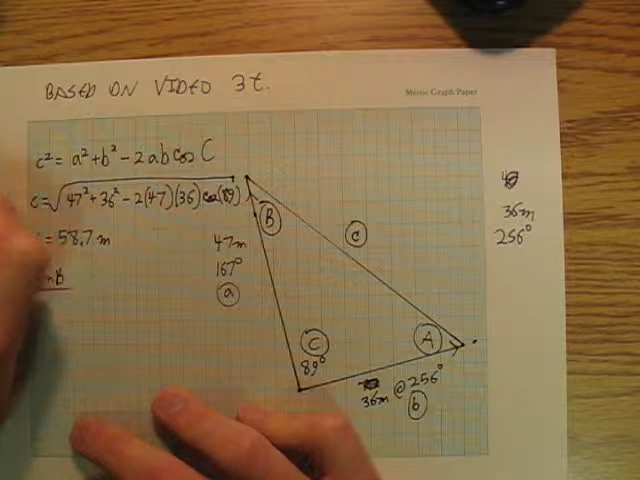 BASED ON VIDEO 3t.
Metric Graph Paper
c² = a² + b² - 2ab cos C
c = √47² + 36² - 2(47)(36) cos(89)
= 58.7 m
B
B
c
47m
167°
a
C
89°
A
36m @ 256°
b
36m
256°